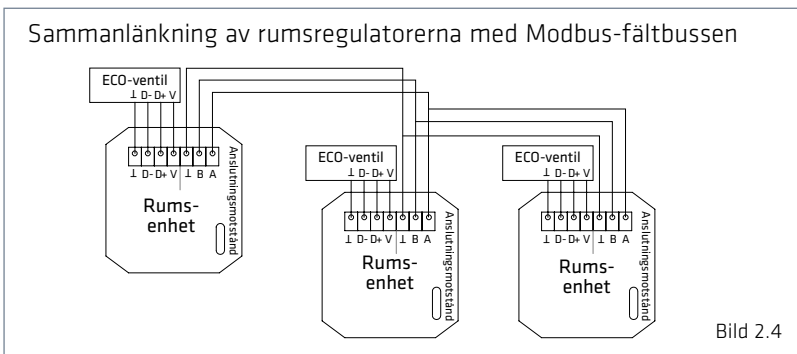 Sammanlänkning av rumsregulatorerna med Modbus-fältbussen
ECO-ventil
⊥ D- D+ V
⊥ D- D+ V ⊥ B A
Anslutningsmotstånd
Rums-
enhet
ECO-ventil
⊥ D- D+ V
⊥ D- D+ V ⊥ B A
Anslutningsmotstånd
Rums-
enhet
ECO-ventil
⊥ D- D+ V
⊥ D- D+ V ⊥ B A
Anslutningsmotstånd
Rums-
enhet
Bild 2.4